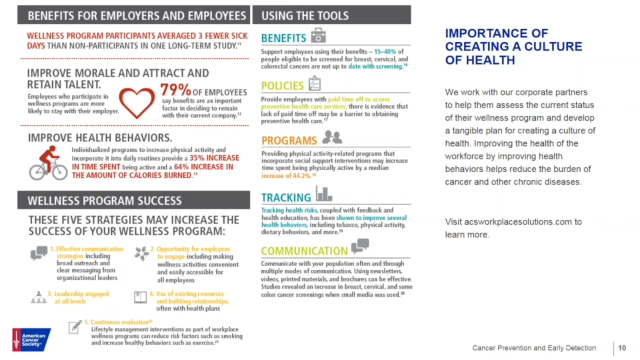 BENEFITS FOR EMPLOYERS AND EMPLOYEES
WELLNESS PROGRAM PARTICIPANTS AVERAGED 3 FEWER SICK
DAYS THAN NON-PARTICIPANTS IN ONE LONG-TERM STUDY.
IMPROVE MORALE AND ATTRACT AND
RETAIN TALENT.
Employees who participate in
wellness programs are more
likely to stay with their employer.
79% OF EMPLOYEES
say benefits are an important
factor in deciding to remain
with their current company.
IMPROVE HEALTH BEHAVIORS.
Individualized programs to increase physical activity and
incorporate it into daily routines provide a 35% INCREASE
IN TIME SPENT being active and a 64% INCREASE IN
THE AMOUNT OF CALORIES BURNED.
WELLNESS PROGRAM SUCCESS
THESE FIVE STRATEGIES MAY INCREASE THE
SUCCESS OF YOUR WELLNESS PROGRAM:
1. Effective communication
strategies including
broad outreach and
clear messaging from
organizational leaders
2. Opportunity for employees
to engage including making
wellness activities convenient
and easily accessible for
all employees
3. Leadership engaged
at all levels
4. Use of existing resources
and building relationships,
often with health plans
5. Continuous evaluation
Lifestyle management interventions as part of workplace
wellness programs can reduce risk factors such as smoking
and increase healthy behaviors such as exercise.
American
Cancer
Society
USING THE TOOLS
BENEFITS
Support employees using their benefits – 15-40% of
people eligible to be screened for breast, cervical, and
colorectal cancers are not up to date with screening.
POLICIES
Provide employees with paid time off to access
preventive health care services; there is evidence that
lack of paid time off may be a barrier to obtaining
preventive health care.
PROGRAMS
Providing physical activity-related programs that
incorporate social support interventions may increase
time spent being physically active by a median
increase of 44.2%.
TRACKING
Tracking health risks, coupled with feedback and
health education, has been shown to improve several
health behaviors, including tobacco, physical activity,
dietary behaviors, and more.
COMMUNICATION
Communicate with your population often and through
multiple modes of communication. Using newsletters,
videos, printed materials, and brochures can be effective.
Studies revealed an increase in breast, cervical, and some
colon cancer screenings when small media was used.
IMPORTANCE OF
CREATING A CULTURE
OF HEALTH
We work with our corporate partners
to help them assess the current status
of their wellness program and develop
a tangible plan for creating a culture of
health. Improving the health of the
workforce by improving health
behaviors helps reduce the burden of
cancer and other chronic diseases.
Visit acsworkplacesolutions.com to
learn more.
Cancer Prevention and Early Detection
10